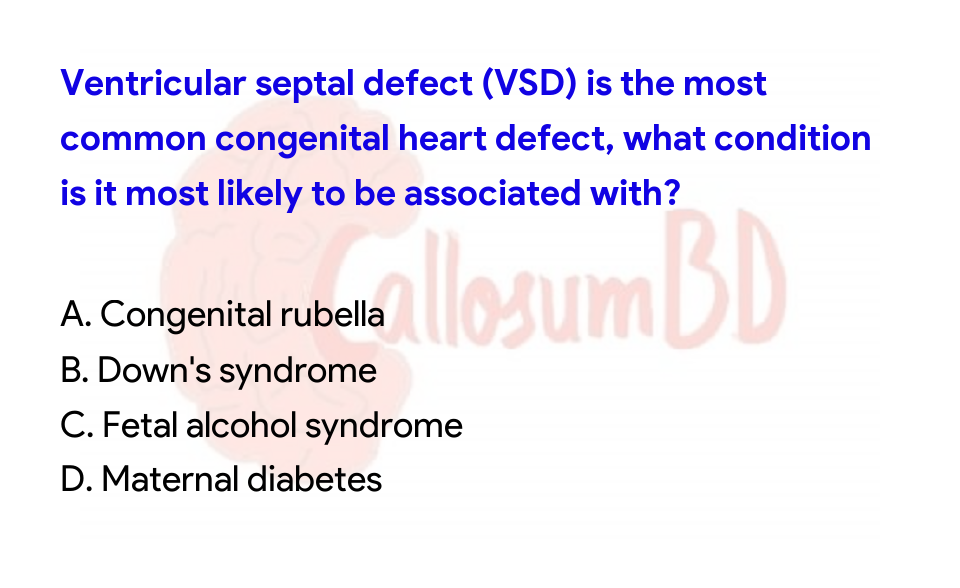 Ventricular septal defect (VSD) is the most
common congenital heart defect, what condition
is it most likely to be associated with?
CallosumBD
A. Congenital rubella
B. Down's syndrome
C. Fetal alcohol syndrome
D. Maternal diabetes